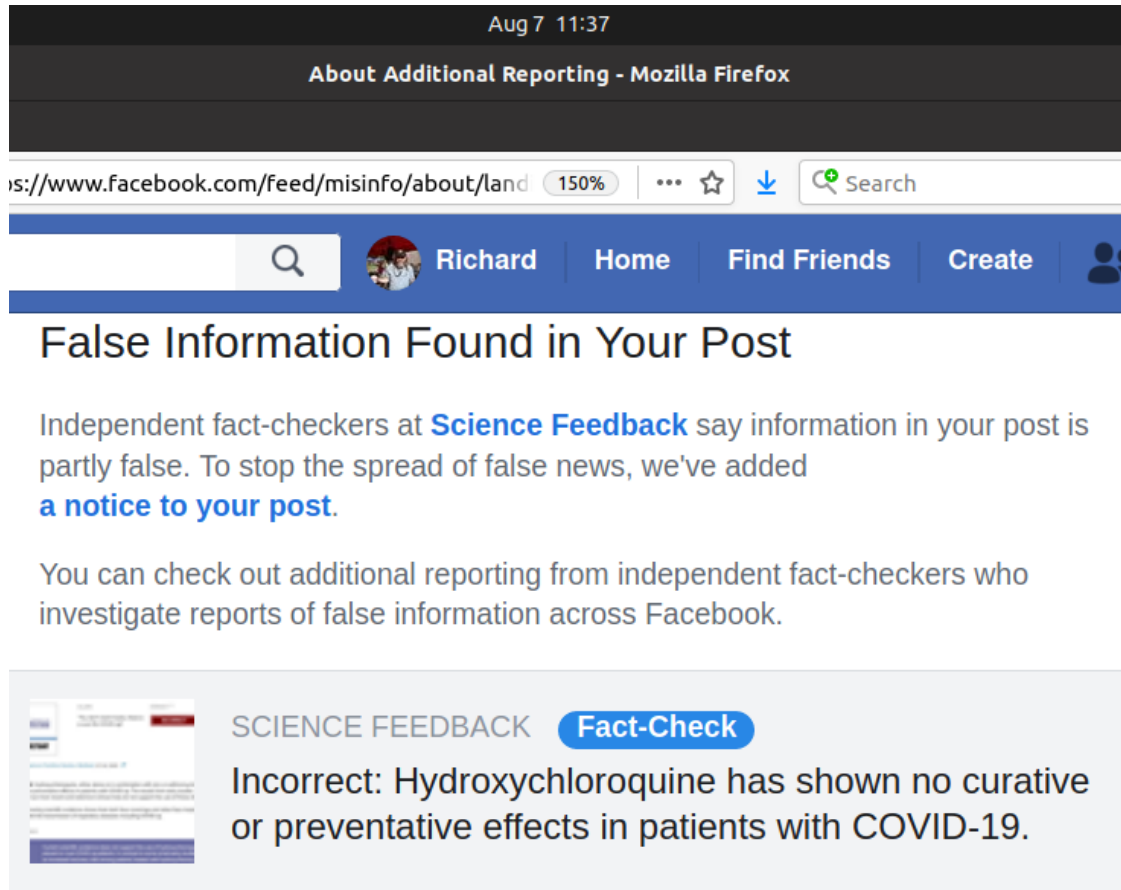 Aug 7 11:37
About Additional Reporting - Mozilla Firefox
s://www.facebook.com/feed/misinfo/about/land 150% Search
Richard Home Find Friends Create
False Information Found in Your Post
Independent fact-checkers at Science Feedback say information in your post is
partly false. To stop the spread of false news, we've added
a notice to your post.
You can check out additional reporting from independent fact-checkers who
investigate reports of false information across Facebook.
SCIENCE FEEDBACK Fact-Check
Incorrect: Hydroxychloroquine has shown no curative
or preventative effects in patients with COVID-19.